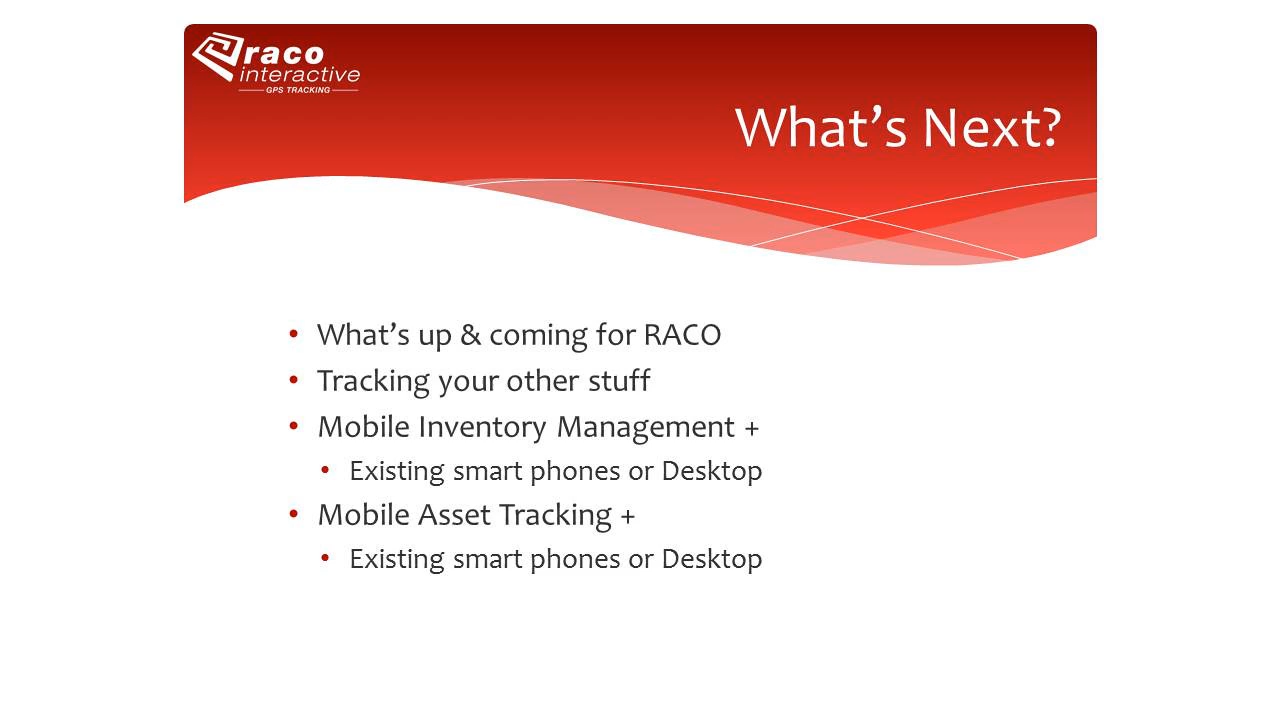 raco
interactive
GPS TRACKING
What’s Next?
• What’s up & coming for RACO
• Tracking your other stuff
• Mobile Inventory Management +
• Existing smart phones or Desktop
• Mobile Asset Tracking +
• Existing smart phones or Desktop